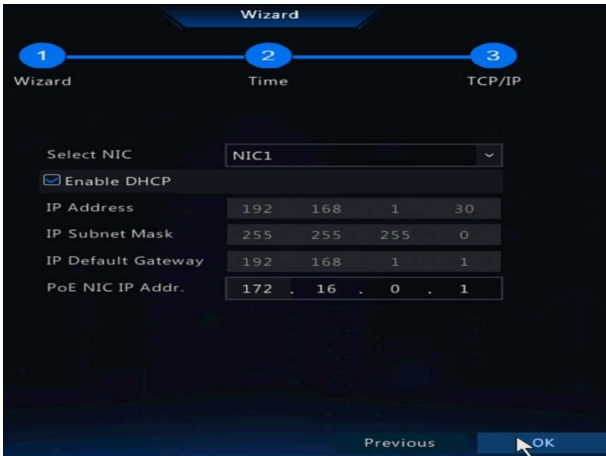 Wizard
1 2 3
Wizard Time TCP/IP
Select NIC NIC1
Enable DHCP
IP Address 192 168 1 30
IP Subnet Mask 255 255 255 0
IP Default Gateway 192 168 1 1
PoE NIC IP Addr. 172 . 16 . 0 . 1
Previous OK